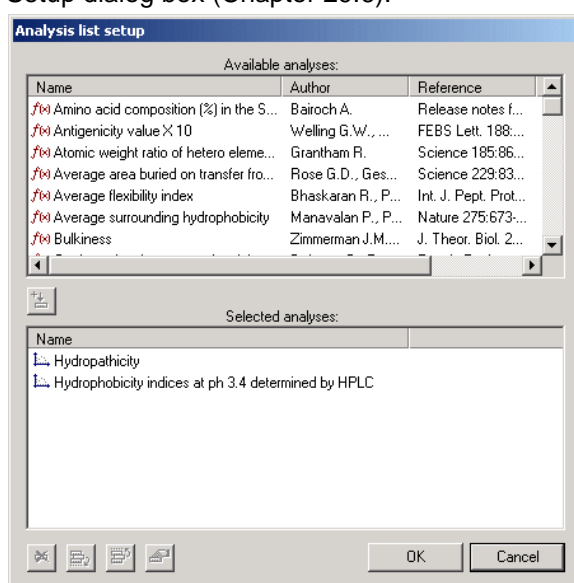 Setup dialog box (Chapter 20.8).
Analysis list setup
Available analyses:
Name Author Reference
f(x) Amino acid composition (%) in the S... Bairoch A. Release notes f...
f(x) Antigenicity value X 10 Welling G.W., ... FEBS Lett. 188:...
f(x) Atomic weight ratio of hetero eleme... Grantham R. Science 185:86...
f(x) Average area buried on transfer fro... Rose G.D., Ges... Science 229:83...
f(x) Average flexibility index Bhaskaran R., P... Int. J. Pept. Prot...
f(x) Average surrounding hydrophobicity Manavalan P., P... Nature 275:673-...
f(x) Bulkiness Zimmerman J.M.... J. Theor. Biol. 2...
Selected analyses:
Name
Hydropathicity
Hydrophobicity indices at ph 3.4 determined by HPLC
OK Cancel